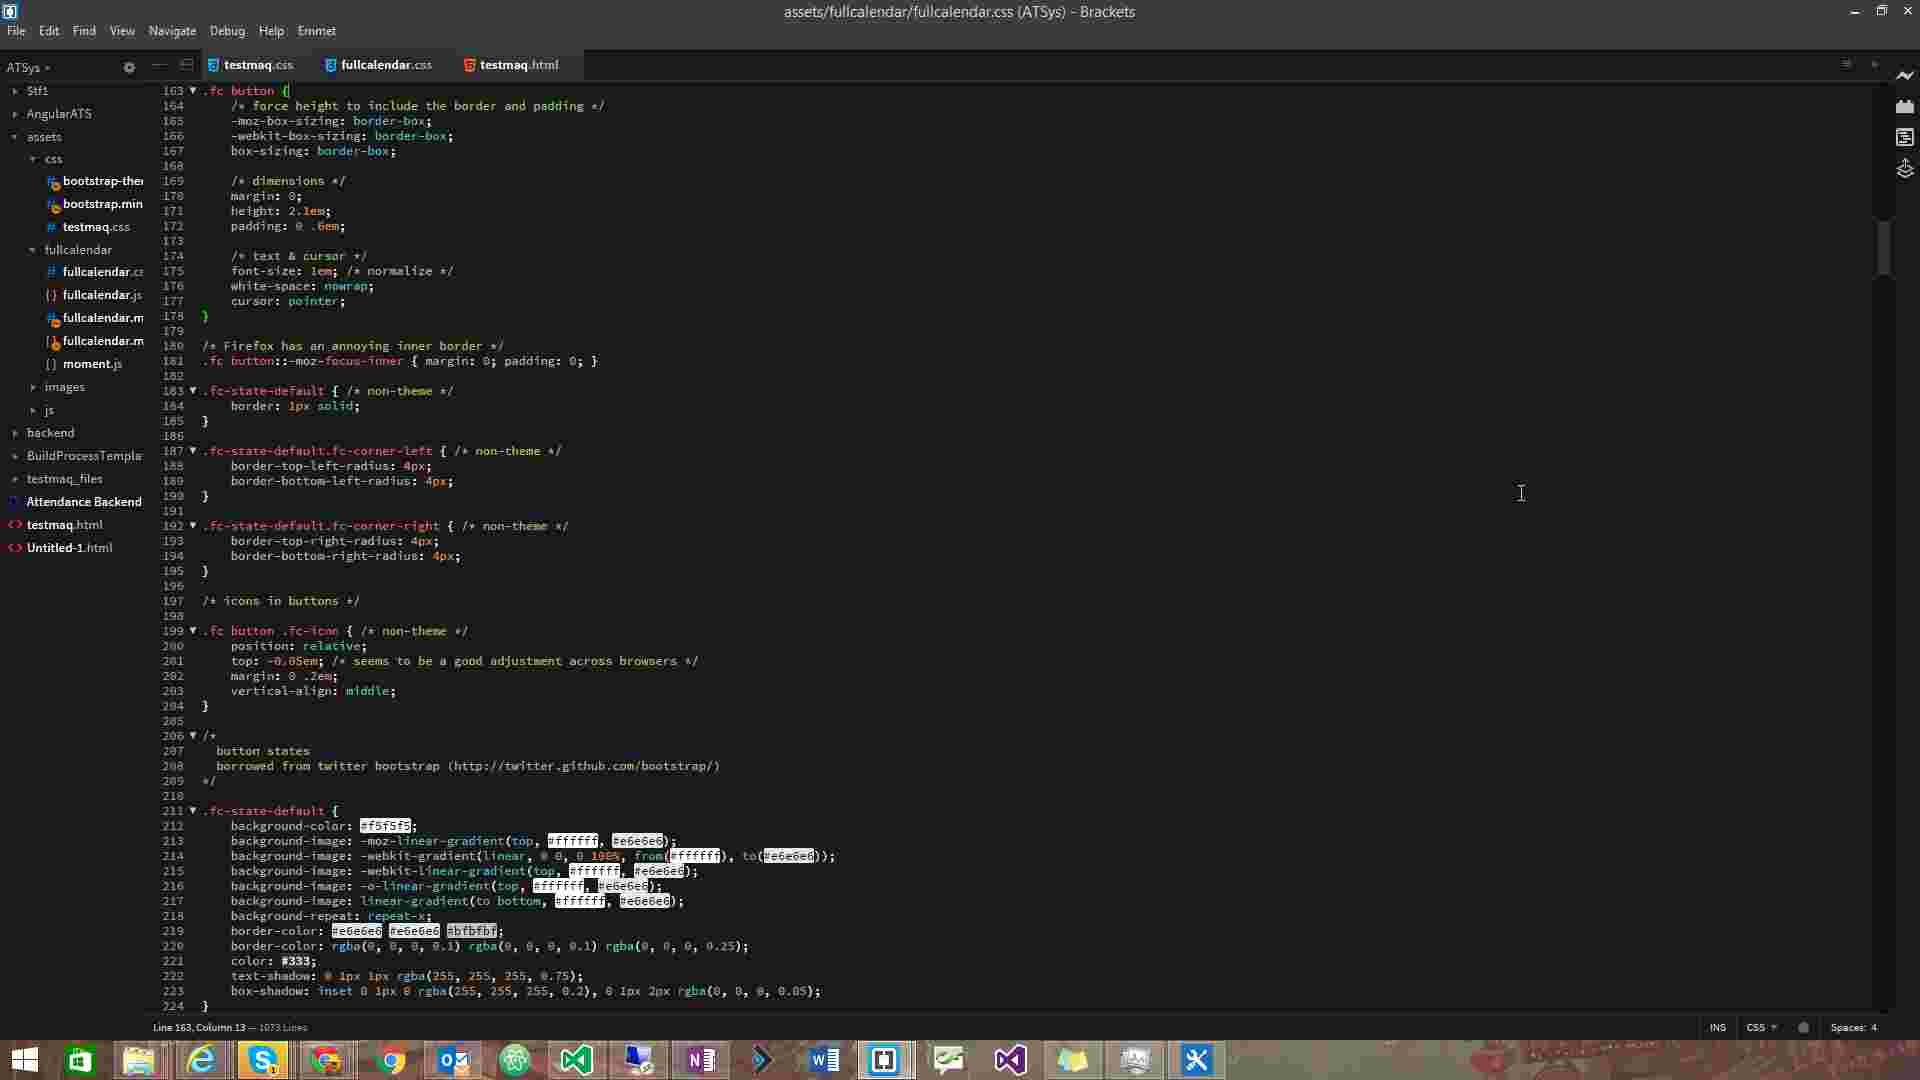 assets/fullcalendar/fullcalendar.css (ATSys) - Brackets
File Edit Find View Navigate Debug Help Emmet
ATSys
testmaq.css fullcalendar.css testmaq.html
$tf1
AngularATS
assets
css
bootstrap-the
bootstrap.min
testmaq.css
fullcalendar
fullcalendar.cs
fullcalendar.js
fullcalendar.m
fullcalendar.m
moment.js
images
js
backend
BuildProcessTempla
testmaq_files
Attendance Backend
testmaq.html
Untitled-1.html
163 .fc button {
164 /* force height to include the border and padding */
165 -moz-box-sizing: border-box;
166 -webkit-box-sizing: border-box;
167 box-sizing: border-box;
168
169 /* dimensions */
170 margin: 0;
171 height: 2.1em;
172 padding: 0 .6em;
173
174 /* text & cursor */
175 font-size: 1em; /* normalize */
176 white-space: nowrap;
177 cursor: pointer;
178 }
179
180 /* Firefox has an annoying inner border */
181 .fc button::-moz-focus-inner { margin: 0; padding: 0; }
182
183 .fc-state-default { /* non-theme */
184 border: 1px solid;
185 }
186
187 .fc-state-default.fc-corner-left { /* non-theme */
188 border-top-left-radius: 4px;
189 border-bottom-left-radius: 4px;
190 }
191
192 .fc-state-default.fc-corner-right { /* non-theme */
193 border-top-right-radius: 4px;
194 border-bottom-right-radius: 4px;
195 }
196
197 /* icons in buttons */
198
199 .fc button .fc-icon { /* non-theme */
200 position: relative;
201 top: -0.05em; /* seems to be a good adjustment across browsers */
202 margin: 0 .2em;
203 vertical-align: middle;
204 }
205
206 /*
207 button states
208 borrowed from twitter bootstrap (http://twitter.github.com/bootstrap/)
209 */
210
211 .fc-state-default {
212 background-color: #f5f5f5;
213 background-image: -moz-linear-gradient(top, #ffffff, #e6e6e6);
214 background-image: -webkit-gradient(linear, 0 0, 0 100%, from(#ffffff), to(#e6e6e6));
215 background-image: -webkit-linear-gradient(top, #ffffff, #e6e6e6);
216 background-image: -o-linear-gradient(top, #ffffff, #e6e6e6);
217 background-image: linear-gradient(to bottom, #ffffff, #e6e6e6);
218 background-repeat: repeat-x;
219 border-color: #e6e6e6 #e6e6e6 #bfbfbf;
220 border-color: rgba(0, 0, 0, 0.1) rgba(0, 0, 0, 0.1) rgba(0, 0, 0, 0.25);
221 color: #333;
222 text-shadow: 0 1px 1px rgba(255, 255, 255, 0.75);
223 box-shadow: inset 0 1px 0 rgba(255, 255, 255, 0.2), 0 1px 2px rgba(0, 0, 0, 0.05);
224 }
Line 163, Column 13 — 1073 Lines
INS CSS Spaces: 4